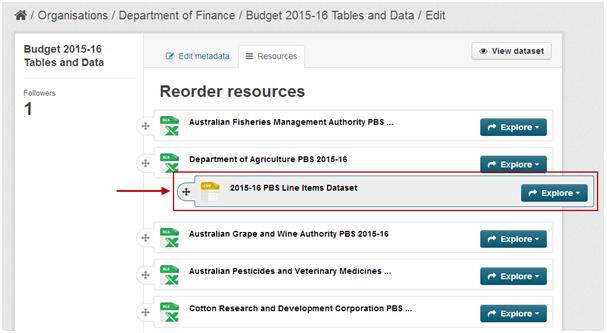 / Organisations / Department of Finance / Budget 2015-16 Tables and Data / Edit
Budget 2015-16
Tables and Data
Followers
1
Edit metadata
Resources
View dataset
Reorder resources
XLS
Australian Fisheries Management Authority PBS ...
Explore
XLS
Department of Agriculture PBS 2015-16
Explore
CSV
2015-16 PBS Line Items Dataset
Explore
XLS
Australian Grape and Wine Authority PBS 2015-16
Explore
XLS
Australian Pesticides and Veterinary Medicines ...
Explore
XLS
Cotton Research and Development Corporation PBS ...
Explore